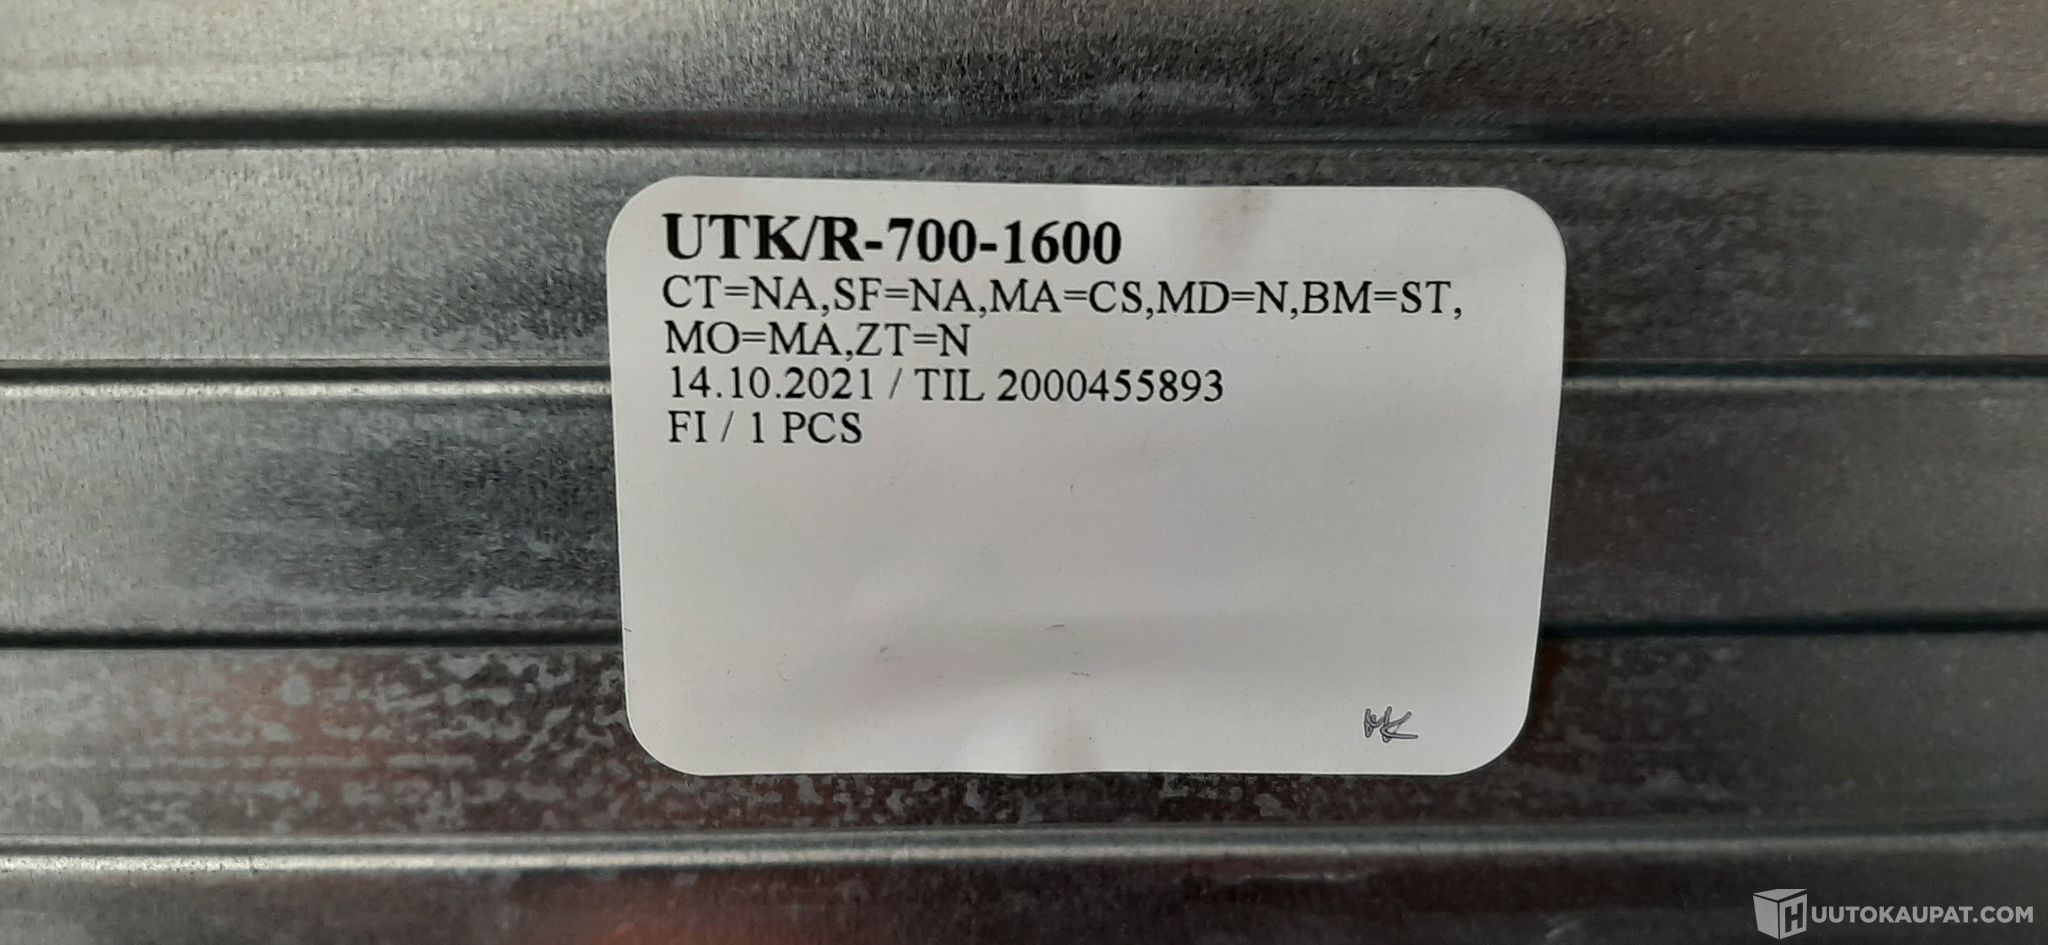 UTK/R-700-1600
CT=NA,SF=NA,MA=CS,MD=N,BM=ST,
MO=MA,ZT=N
14.10.2021 / TIL 2000455893
FI / 1 PCS
HUUTOKAUPAT.COM